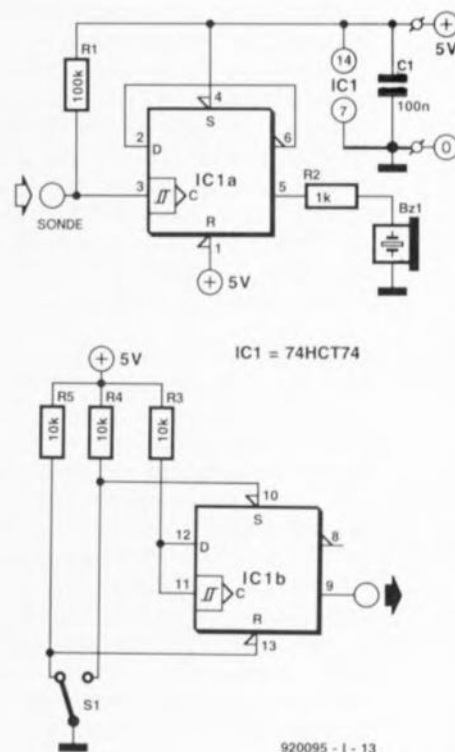 R1
100k
SONDE
4
S
2
D
6
IC1a
3
C
5
R
1
5V
R2
1k
Bz1
14
IC1
7
C1
100n
+
5V
0
IC1 = 74HCT74
5V
R5
10k
R4
10k
R3
10k
10
S
12
D
8
11
C
IC1b
9
R
13
S1
920095 - I - 13